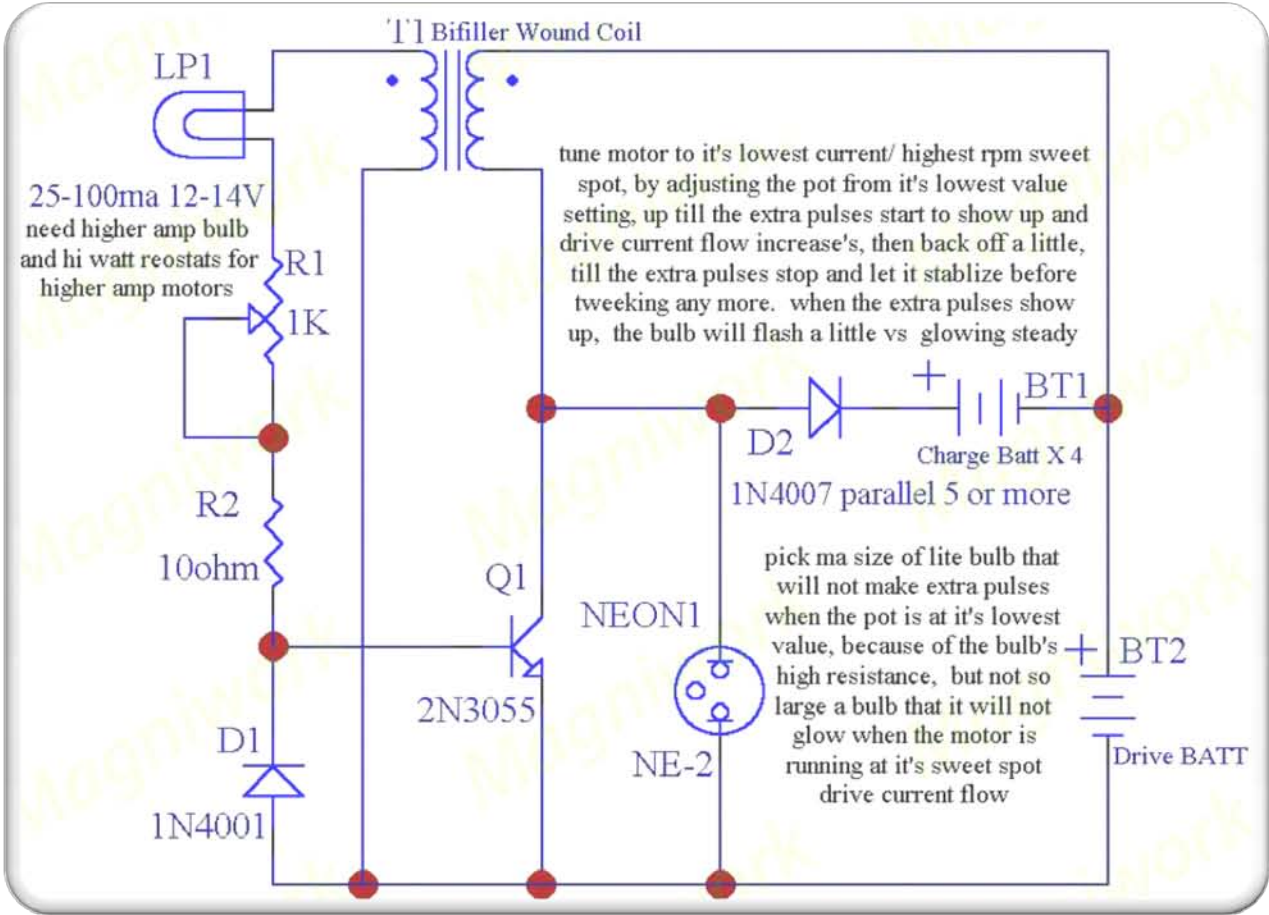 T1 Bifiller Wound Coil
LP1
25-100ma 12-14V
need higher amp bulb
and hi watt reostats for
higher amp motors
R1
1K
tune motor to it's lowest current/ highest rpm sweet
spot, by adjusting the pot from it's lowest value
setting, up till the extra pulses start to show up and
drive current flow increase's, then back off a little,
till the extra pulses stop and let it stablize before
tweeking any more. when the extra pulses show
up, the bulb will flash a little vs glowing steady
+
BT1
D2
Charge Batt X 4
1N4007 parallel 5 or more
R2
10ohm
Q1
2N3055
NEON1
NE-2
pick ma size of lite bulb that
will not make extra pulses
when the pot is at it's lowest
value, because of the bulb's
high resistance, but not so
large a bulb that it will not
glow when the motor is
running at it's sweet spot
drive current flow
+
BT2
Drive BATT
D1
1N4001
Magniwork
Magniwork
Magniwork
Magniwork
Magniwork
Magniwork
Magniwork
Magniwork